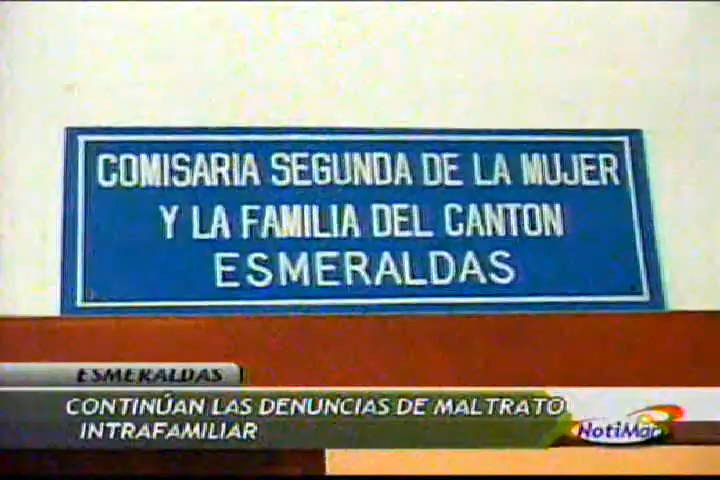 COMISARIA SEGUNDA DE LA MUJER
Y LA FAMILIA DEL CANTON
ESMERALDAS
ESMERALDAS
CONTINÚAN LAS DENUNCIAS DE MALTRATO
INTRAFAMILIAR
NotiMar